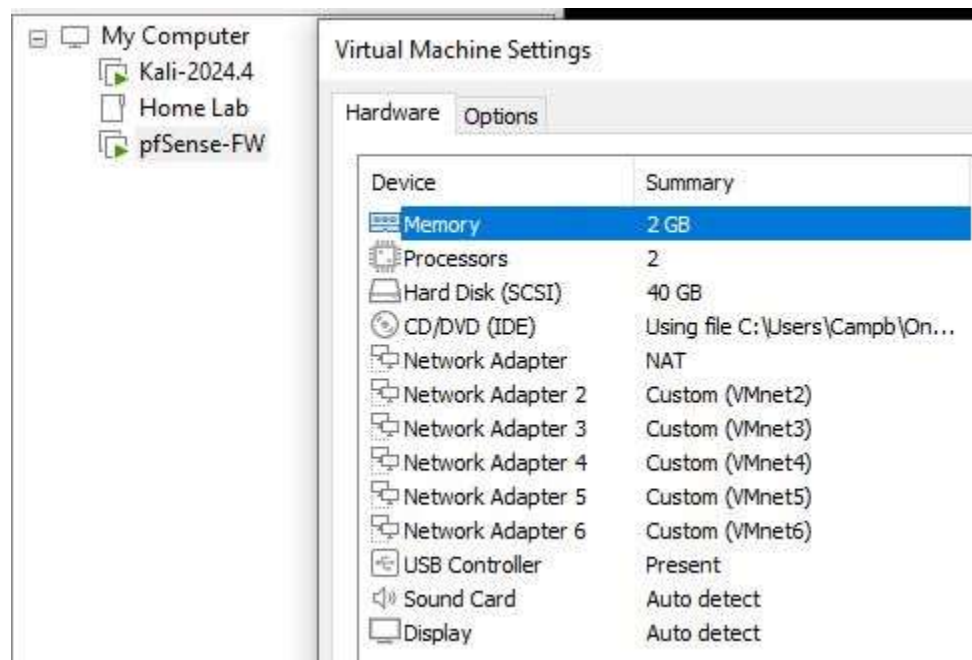 My Computer
Kali-2024.4
Home Lab
pfSense-FW
Virtual Machine Settings
Hardware Options
Device Summary
Memory 2 GB
Processors 2
Hard Disk (SCSI) 40 GB
CD/DVD (IDE) Using file C:\Users\Campb\On...
Network Adapter NAT
Network Adapter 2 Custom (VMnet2)
Network Adapter 3 Custom (VMnet3)
Network Adapter 4 Custom (VMnet4)
Network Adapter 5 Custom (VMnet5)
Network Adapter 6 Custom (VMnet6)
USB Controller Present
Sound Card Auto detect
Display Auto detect